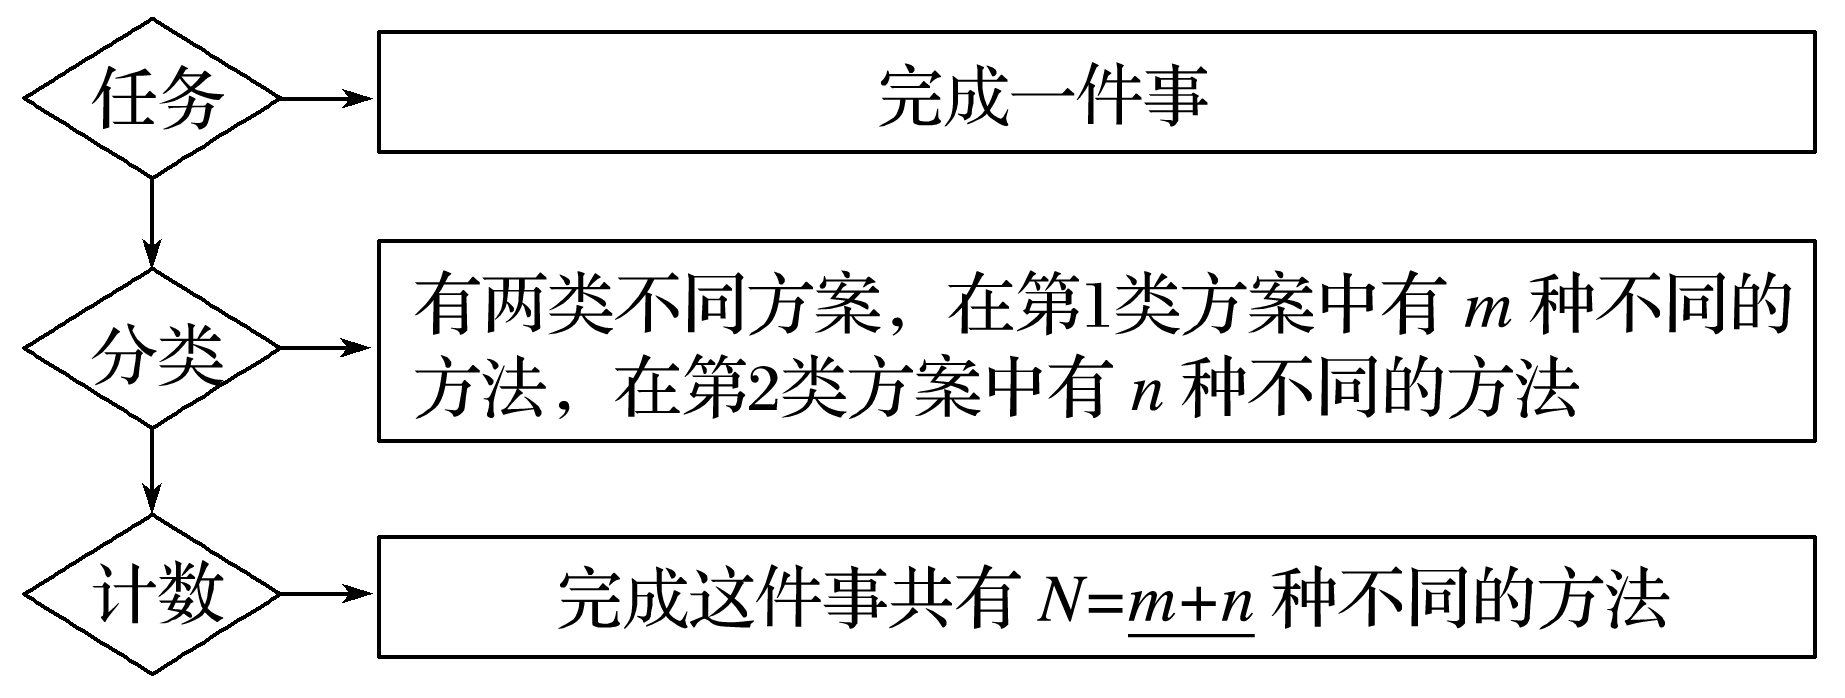 任务
完成一件事
分类
有两类不同方案，在第1类方案中有 m 种不同的
方法，在第2类方案中有 n 种不同的方法
计数
完成这件事共有 N=m+n 种不同的方法